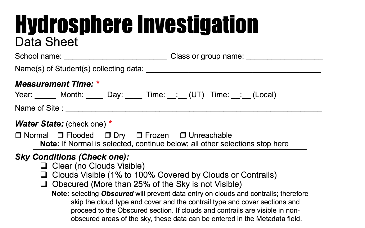 Hydrosphere Investigation
Data Sheet
School name: ______________________ Class or group name: ________________
Name(s) of Student(s) collecting data: ______________________________________
Measurement Time: *
Year: _____ Month: ____ Day: ____ Time: __:__ (UT) Time: __:__ (Local)
Name of Site : ________________________________________________________
Water State: (check one) *
☐ Normal ☐ Flooded ☐ Dry ☐ Frozen ☐ Unreachable
Note: If Normal is selected, continue below; all other selections stop here
Sky Conditions (Check one):
❏ Clear (no Clouds Visible)
❏ Clouds Visible (1% to 100% Covered by Clouds or Contrails)
❏ Obscured (More than 25% of the Sky is not Visible)
Note: selecting Obscured will prevent data entry on clouds and contrails; therefore
skip the cloud type and cover and the contrail type and cover sections and
proceed to the Obscured section. If clouds and contrails are visible in non-
obscured areas of the sky, these data can be entered in the Metadata field.